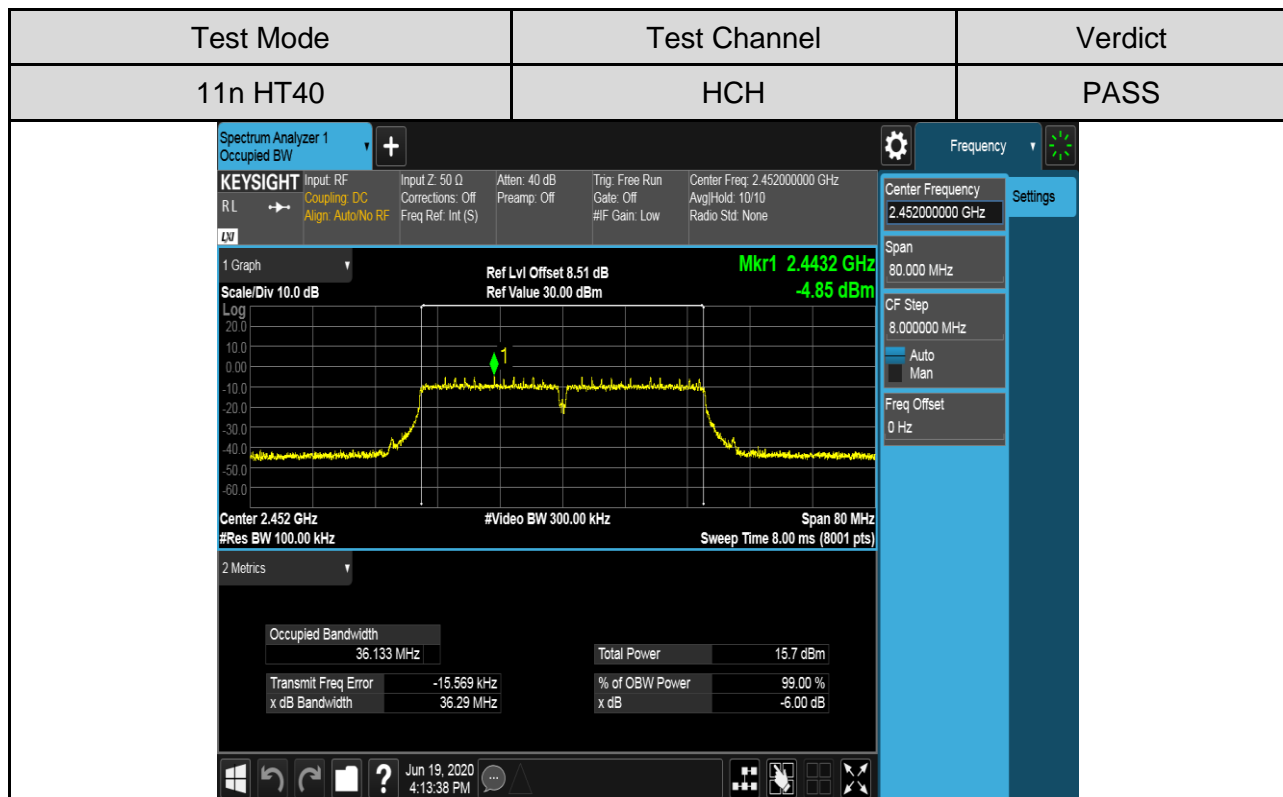 Test Mode Test Channel Verdict
11n HT40 HCH PASS
Spectrum Analyzer 1
Occupied BW
+
Frequency
KEYSIGHT Input: RF Input Z: 50 Ω Atten: 40 dB Trig: Free Run Center Freq: 2.452000000 GHz
RL Coupling: DC Corrections: Off Preamp: Off Gate: Off Avg|Hold: 10/10
Align: Auto/No RF Freq Ref: Int (S) #IF Gain: Low Radio Std: None
LXI
Center Frequency
2.452000000 GHz
Settings
Span
80.000 MHz
CF Step
8.000000 MHz
Auto
Man
Freq Offset
0 Hz
1 Graph Ref Lvl Offset 8.51 dB Mkr1 2.4432 GHz
Scale/Div 10.0 dB Ref Value 30.00 dBm -4.85 dBm
Log
20.0
10.0
0.00
-10.0
-20.0
-30.0
-40.0
-50.0
-60.0
1
Center 2.452 GHz #Video BW 300.00 kHz Span 80 MHz
#Res BW 100.00 kHz Sweep Time 8.00 ms (8001 pts)
2 Metrics
Occupied Bandwidth
36.133 MHz Total Power 15.7 dBm
Transmit Freq Error -15.569 kHz % of OBW Power 99.00 %
x dB Bandwidth 36.29 MHz x dB -6.00 dB
? Jun 19, 2020
4:13:38 PM